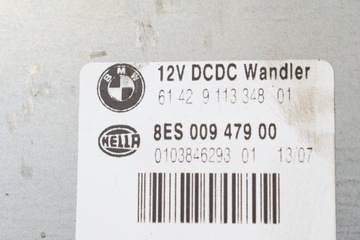 BMW
12V DCDC Wandler
61 42 9 113 348 01
HELLA
8ES 009 479 00
0103846293 01 13/07